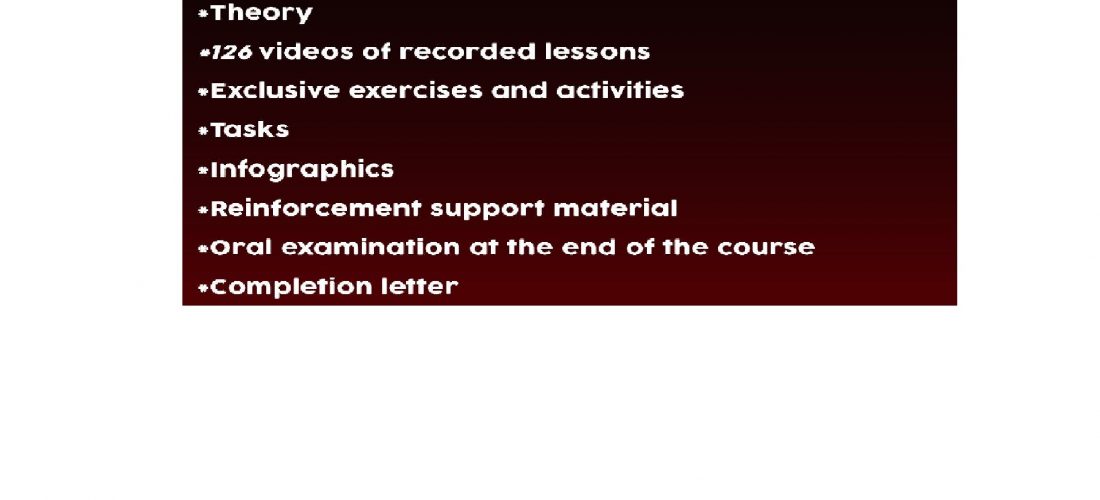 *Theory
*126 videos of recorded lessons
*Exclusive exercises and activities
*Tasks
*Infographics
*Reinforcement support material
*Oral examination at the end of the course
*Completion letter